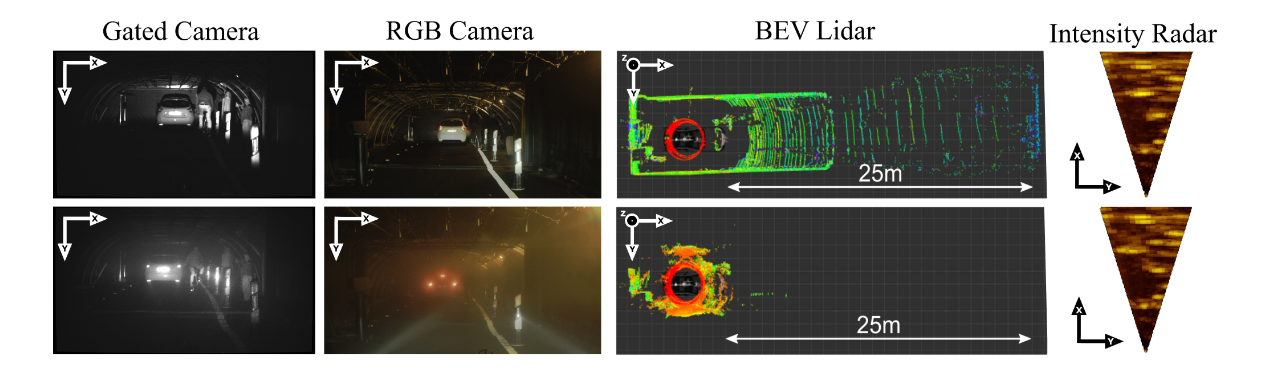 Gated Camera
RGB Camera
BEV Lidar
Intensity Radar
X
Y
X
Y
Z
X
Y
25m
X
Y
X
Y
X
Y
Z
X
Y
25m
X
Y